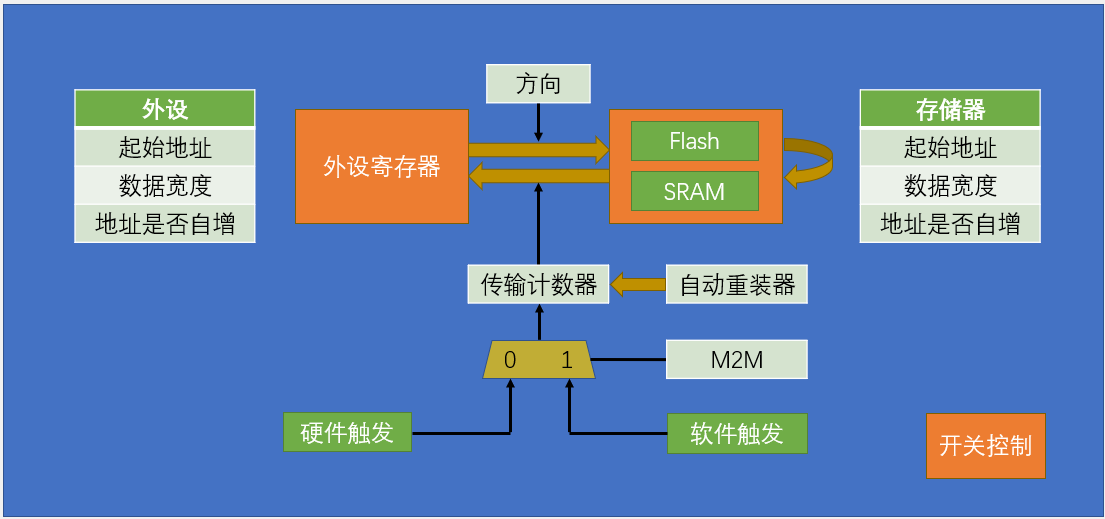 方向
外设
起始地址
数据宽度
地址是否自增
外设寄存器
Flash
SRAM
存储器
起始地址
数据宽度
地址是否自增
传输计数器
自动重装器
0
1
M2M
硬件触发
软件触发
开关控制